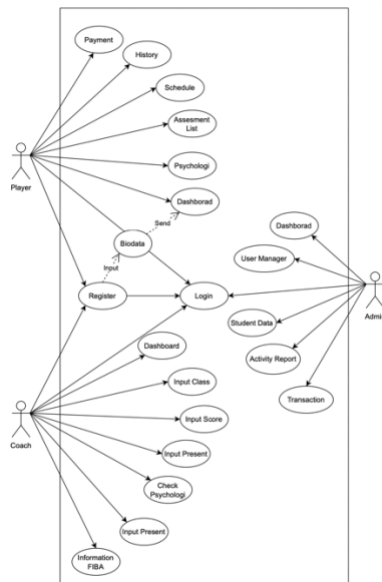 Payment
History
Schedule
Assesment
List
Psychologi
Player
Dashborad
Send
Biodata
Input
Dashborad
User Manager
Register
Login
Admin
Student Data
Dashboard
Activity Report
Input Class
Transaction
Coach
Input Score
Input Present
Check
Psychologi
Input Present
Information
FIBA